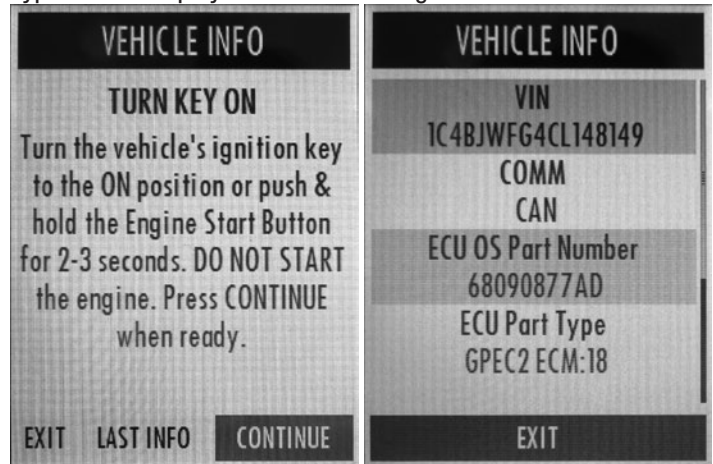 VEHICLE INFO
TURN KEY ON
Turn the vehicle's ignition key
to the ON position or push &
hold the Engine Start Button
for 2-3 seconds. DO NOT START
the engine. Press CONTINUE
when ready.
EXIT LAST INFO CONTINUE
VEHICLE INFO
VIN
1C4BJWFG4CL148149
COMM
CAN
ECU OS Part Number
68090877AD
ECU Part Type
GPEC2 ECM:18
EXIT